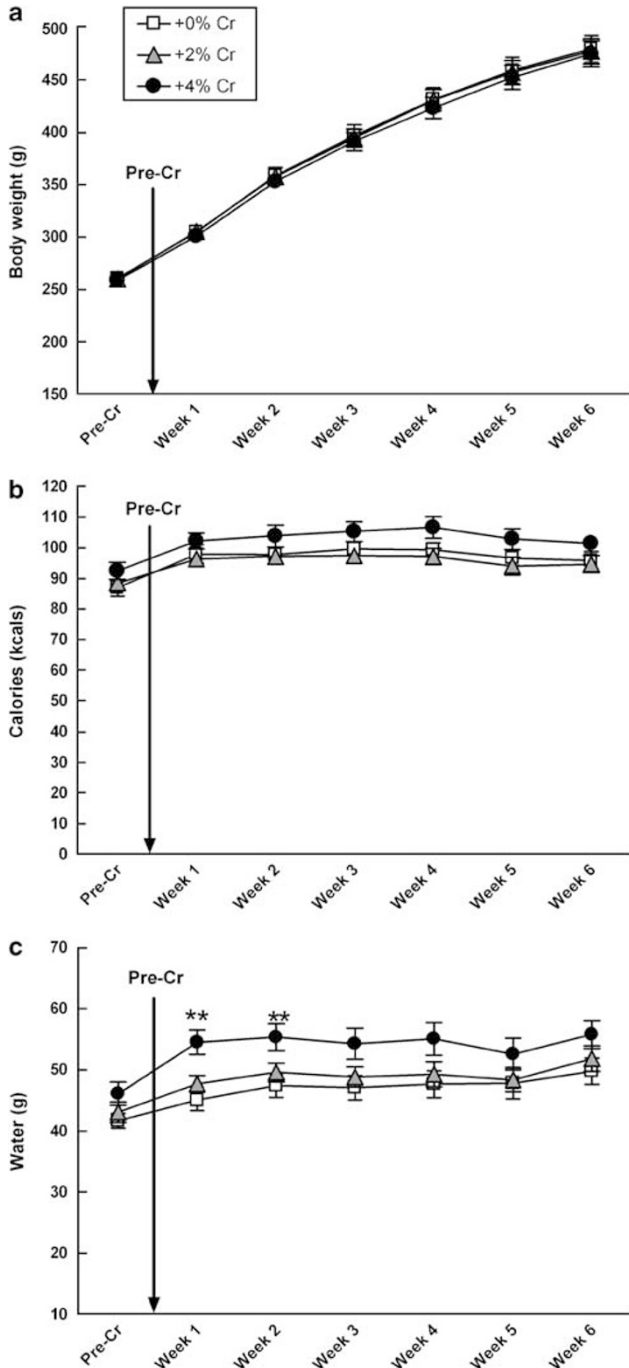 a
+0% Cr
+2% Cr
+4% Cr
Pre-Cr
Body weight (g)
500
450
400
350
300
250
200
150
Pre-Cr
Week 1
Week 2
Week 3
Week 4
Week 5
Week 6
b
Pre-Cr
Calories (kcals)
120
110
100
90
80
70
60
50
40
30
20
10
0
Pre-Cr
Week 1
Week 2
Week 3
Week 4
Week 5
Week 6
c
Pre-Cr
** **
Water (g)
70
60
50
40
30
20
10
Pre-Cr
Week 1
Week 2
Week 3
Week 4
Week 5
Week 6